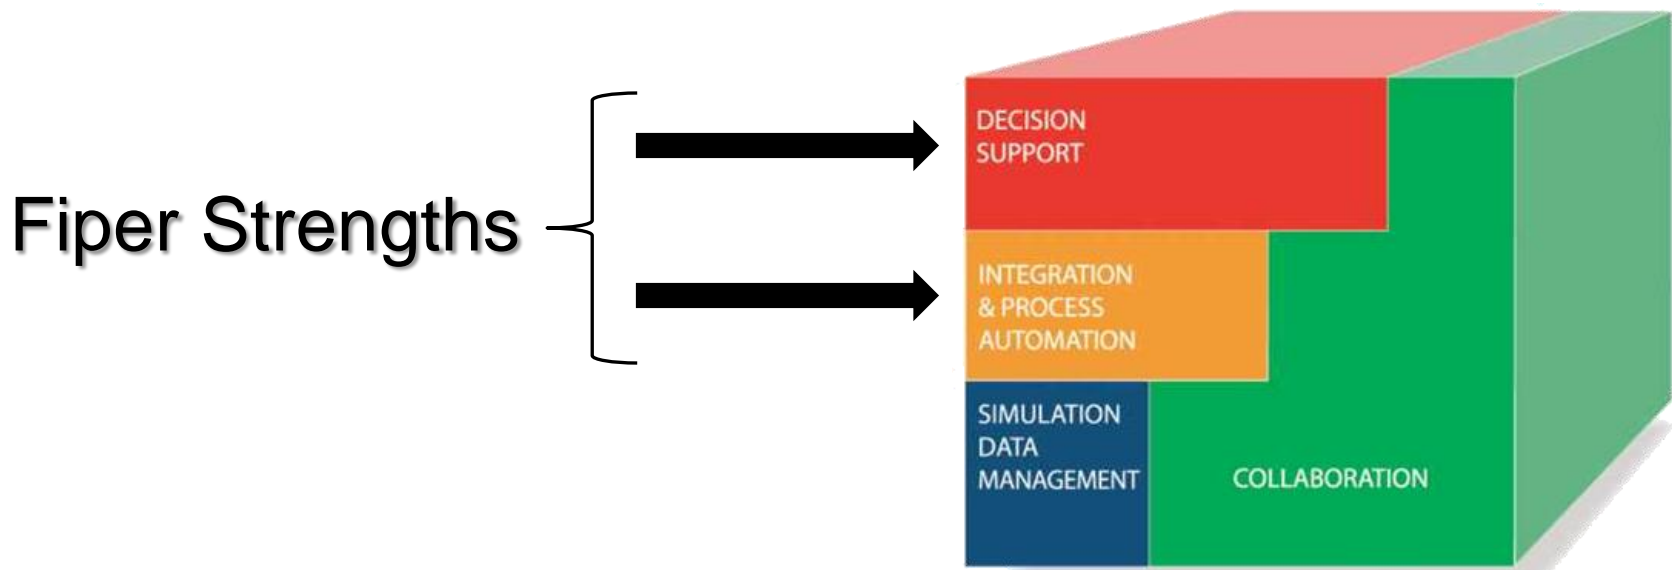 Fiper Strengths
DECISION
SUPPORT
INTEGRATION
& PROCESS
AUTOMATION
SIMULATION
DATA
MANAGEMENT
COLLABORATION